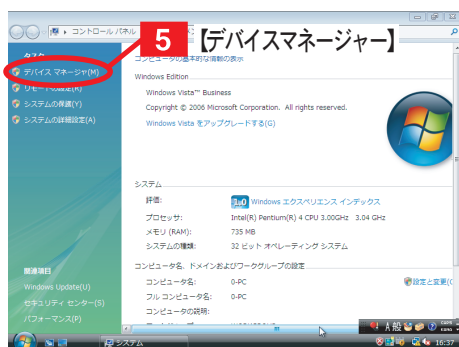 コントロール パネル
5 【デバイスマネージャー】
タスク
コンピュータの基本的な情報の表示
デバイス マネージャ(M)
Windows Edition
リモートの設定(R)
Windows Vista™ Business
システムの保護(Y)
Copyright © 2006 Microsoft Corporation. All rights reserved.
システムの詳細設定(A)
Windows Vista をアップグレードする(G)
システム
評価:
1.0 Windows エクスペリエンス インデックス
プロセッサ: Intel(R) Pentium(R) 4 CPU 3.00GHz 3.04 GHz
メモリ (RAM): 735 MB
システムの種類: 32 ビット オペレーティング システム
コンピュータ名、ドメインおよびワークグループの設定
関連項目
コンピュータ名: 0-PC
設定と変更(
Windows Update(U)
フル コンピュータ名: 0-PC
セキュリティ センター(S)
コンピュータの説明:
パフォーマンス(P)
A 般
CAPS
KANA
システム
16:37